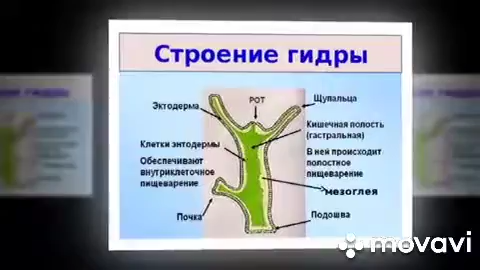 Строение гидры
Эктодерма
РОТ
Щупальца
Кишечная полость
(гастральная)
Клетки энтодермы
В ней происходит
полостное
пищеварение
Обеспечивают
внутриклеточное
пищеварение
мезоглея
Почка
Подошва
movavi